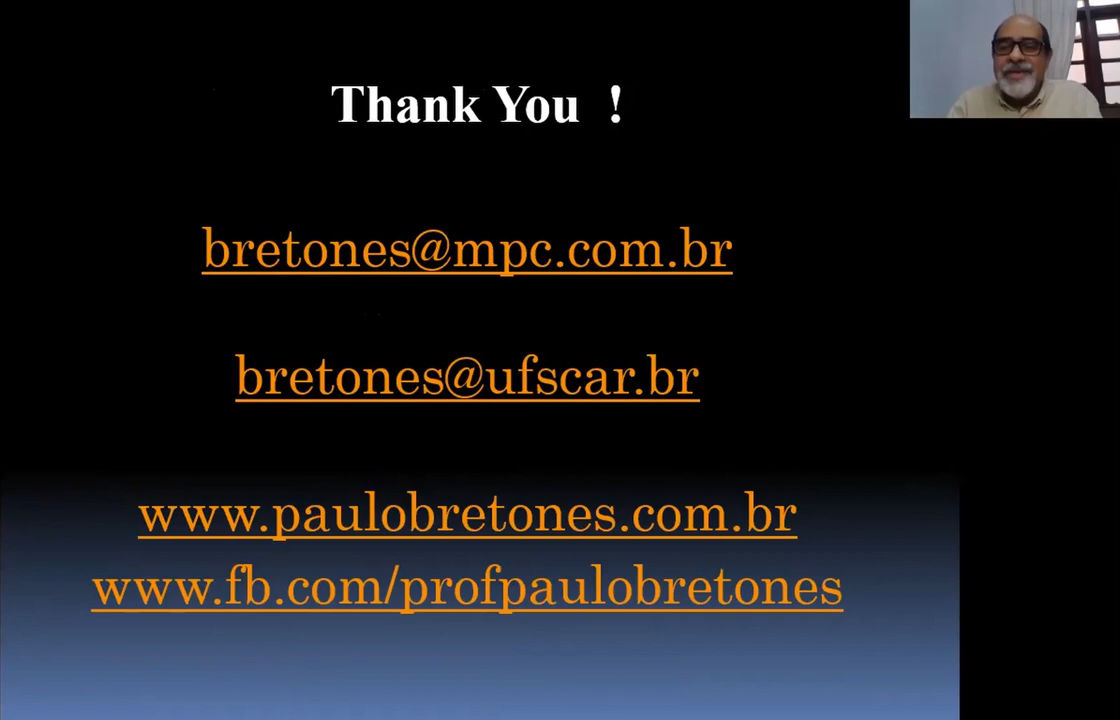 Thank You !
bretones@mpc.com.br
bretones@ufscar.br
www.paulobretones.com.br
www.fb.com/profpaulobretones